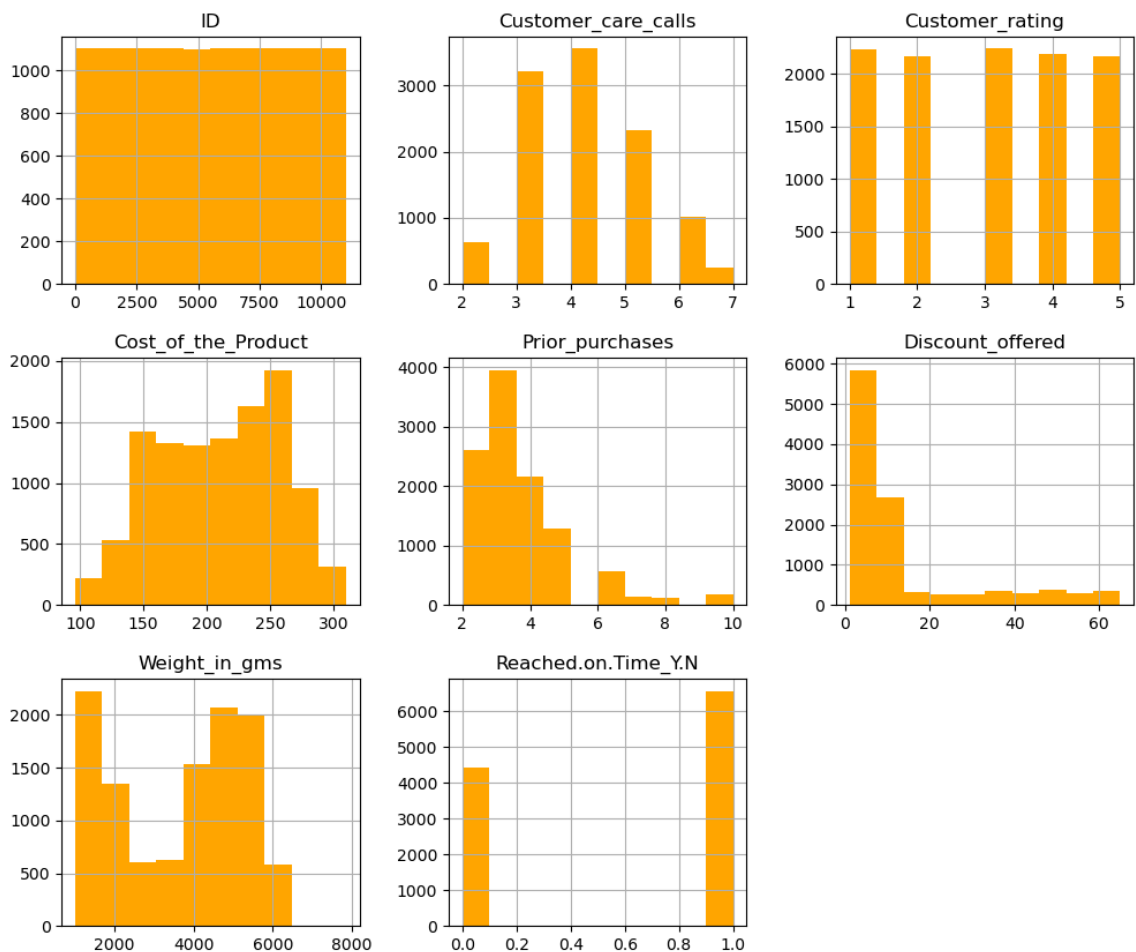 ID
1000
800
600
400
200
0
0 2500 5000 7500 10000
Customer_care_calls
3000
2000
1000
0
2 3 4 5 6 7
Customer_rating
2000
1500
1000
500
0
1 2 3 4 5
Cost_of_the_Product
2000
1500
1000
500
0
100 150 200 250 300
Prior_purchases
4000
3000
2000
1000
0
2 4 6 8 10
Discount_offered
6000
5000
4000
3000
2000
1000
0
0 20 40 60
Weight_in_gms
2000
1500
1000
500
0
2000 4000 6000 8000
Reached.on.Time_Y.N
6000
5000
4000
3000
2000
1000
0
0.0 0.2 0.4 0.6 0.8 1.0